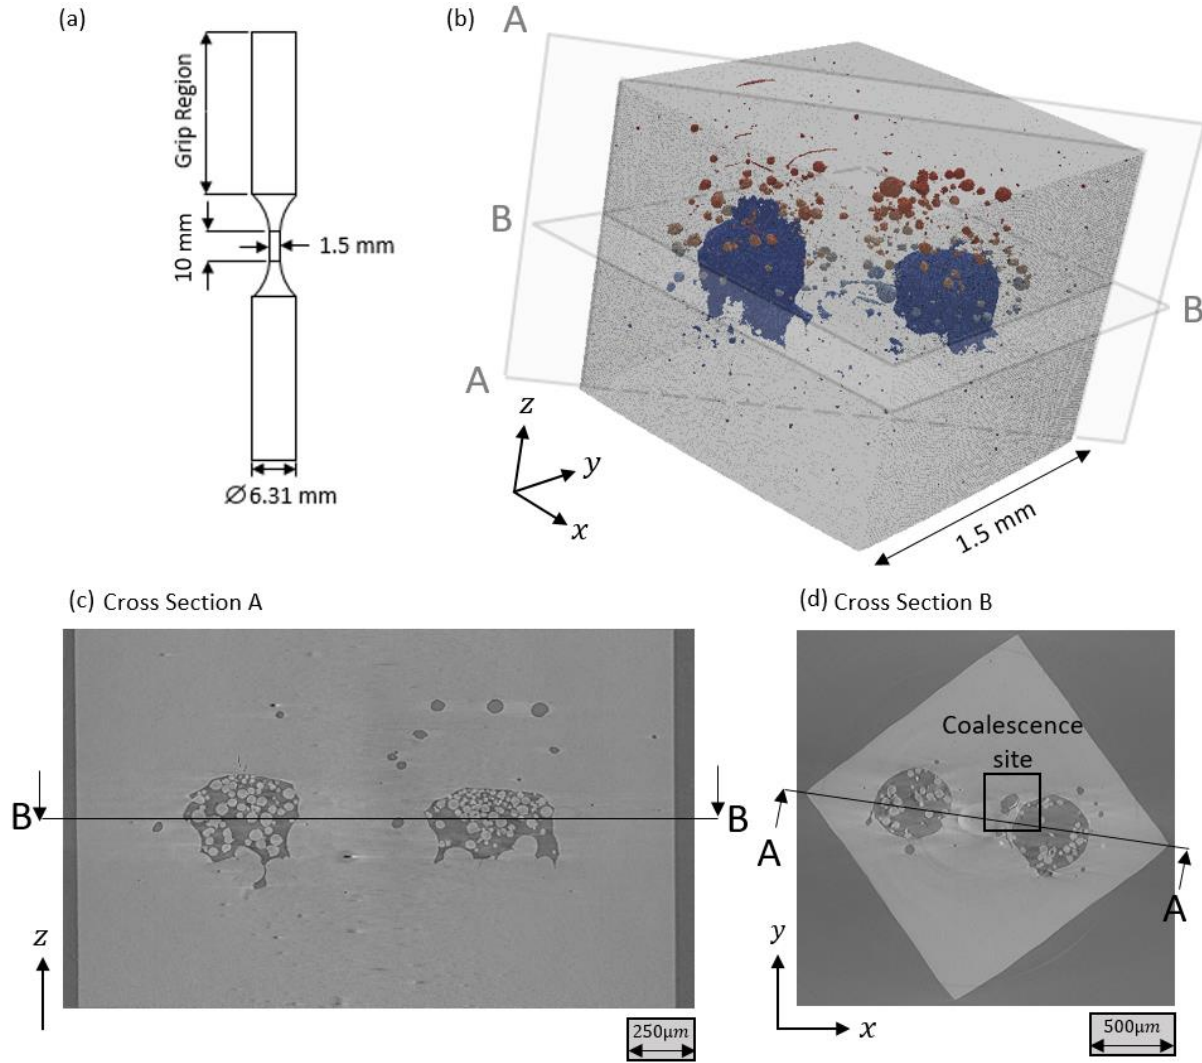 (a)
Grip Region
10 mm
1.5 mm
∅6.31 mm
(b)
A
B
A
B
z
y
x
1.5 mm
(c) Cross Section A
B
B
z
250μm
(d) Cross Section B
Coalescence
site
A
A
y
x
500μm